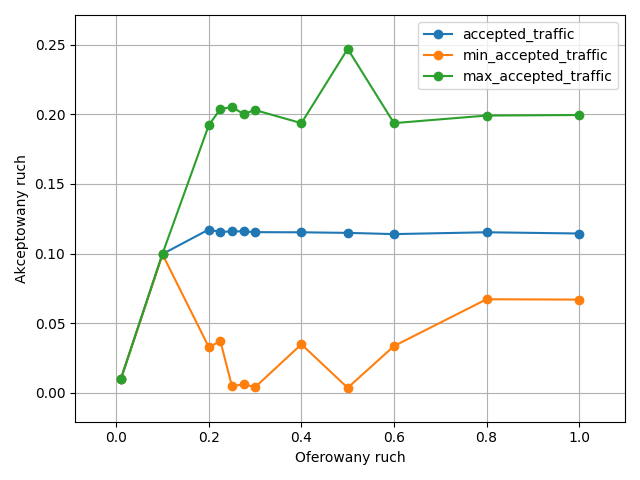 accepted_traffic
min_accepted_traffic
max_accepted_traffic
0.25
0.20
0.15
0.10
0.05
0.00
Akceptowany ruch
0.0 0.2 0.4 0.6 0.8 1.0
Oferowany ruch